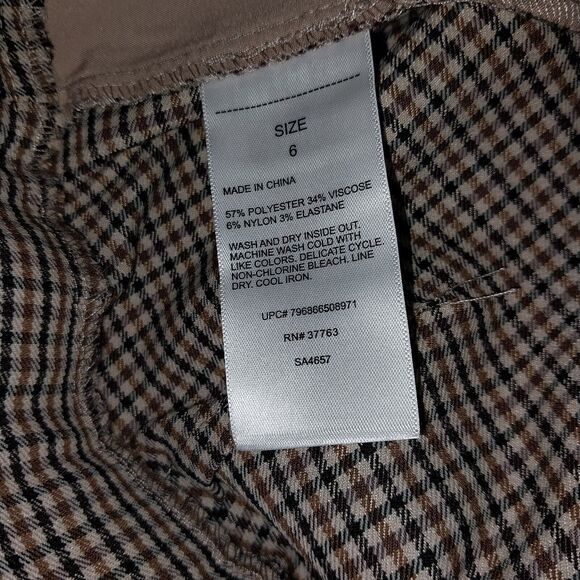 SIZE
6
MADE IN CHINA
57% POLYESTER 34% VISCOSE
6% NYLON 3% ELASTANE
WASH AND DRY INSIDE OUT.
MACHINE WASH COLD WITH
LIKE COLORS. DELICATE CYCLE.
NON-CHLORINE BLEACH. LINE
DRY. COOL IRON.
UPC# 796866508971
RN# 37763
SA4657